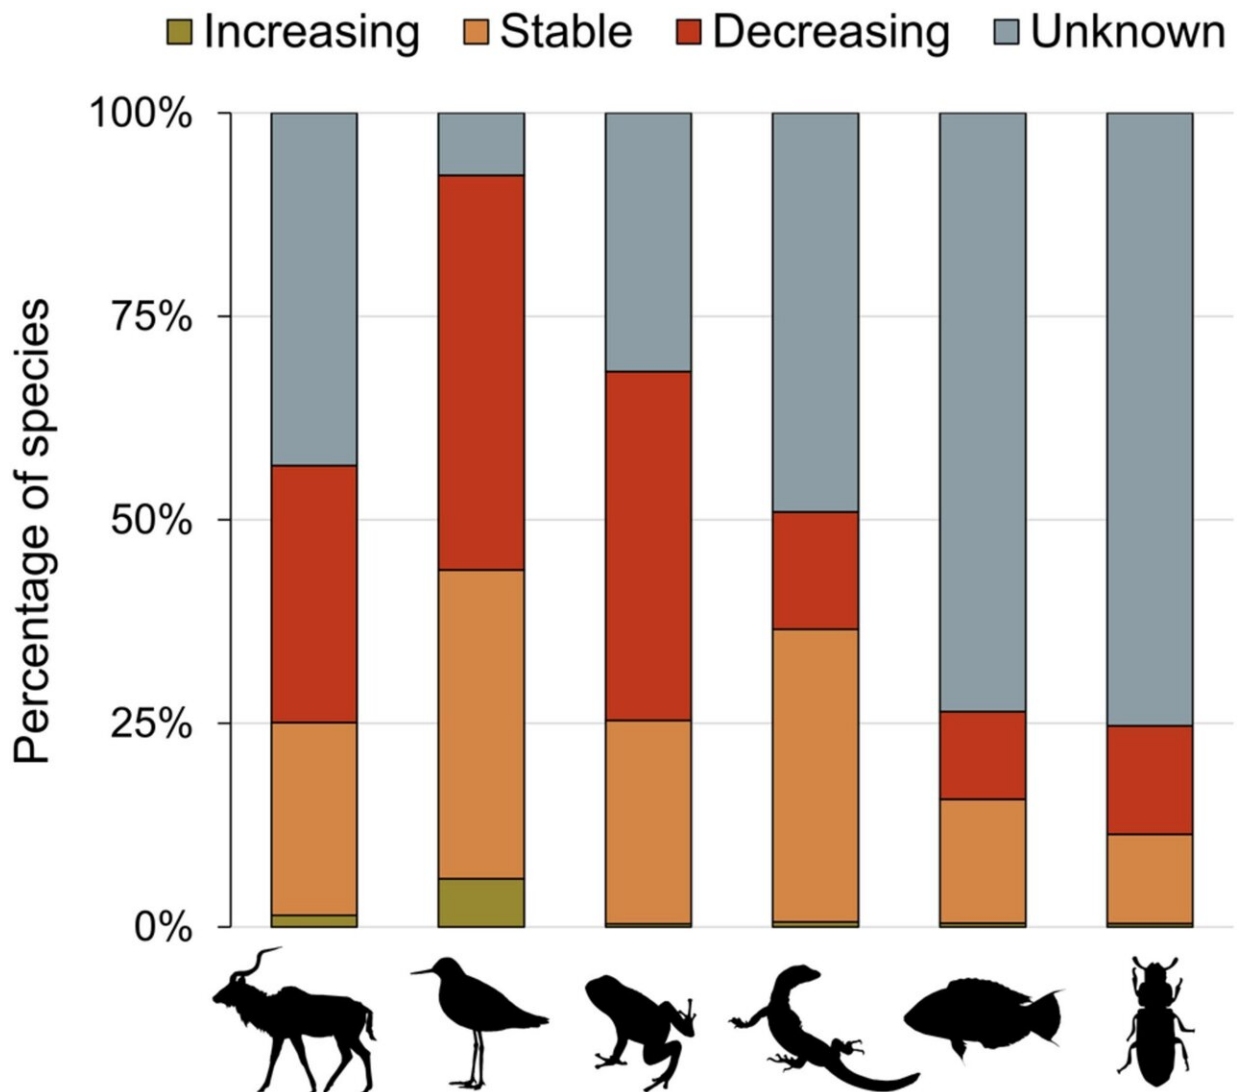 Increasing Stable Decreasing Unknown
100%
75%
50%
25%
0%
Percentage of species